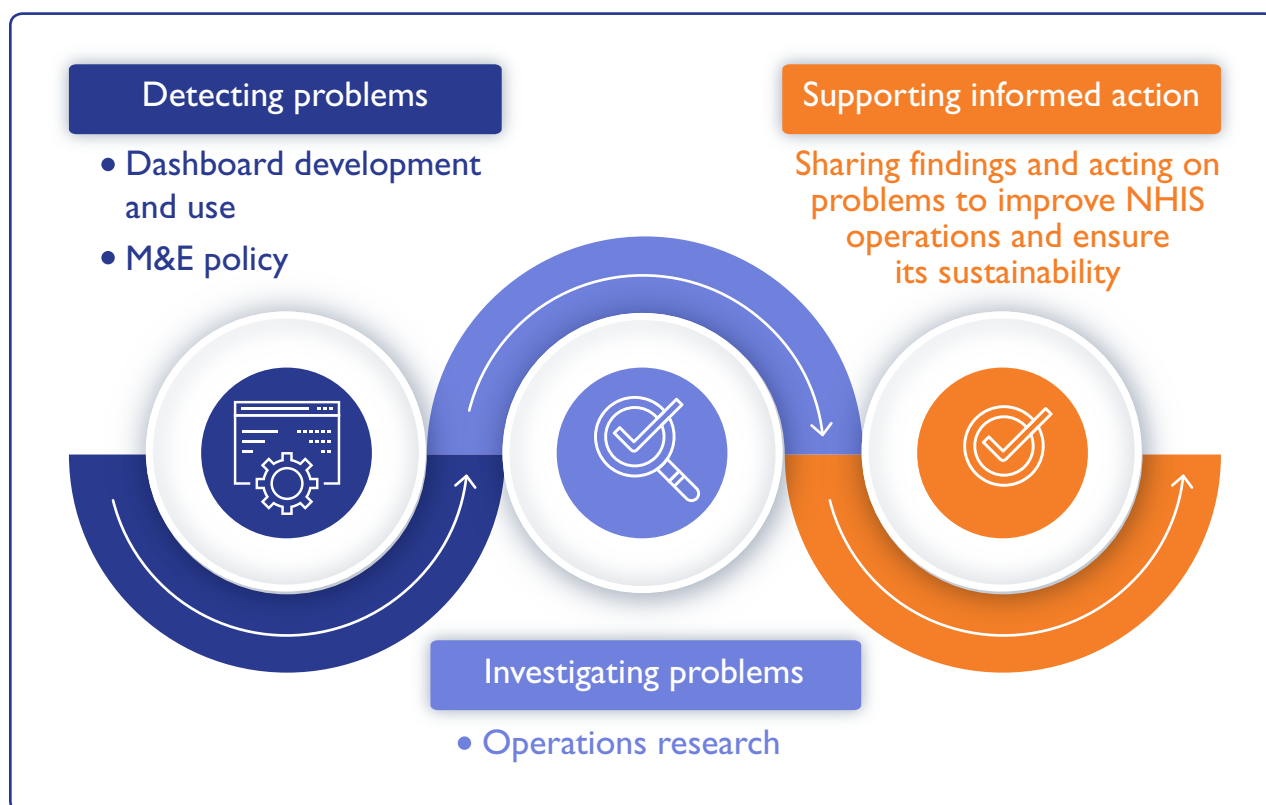 Detecting problems
• Dashboard development
and use
• M&E policy
Supporting informed action
Sharing findings and acting on
problems to improve NHIS
operations and ensure
its sustainability
Investigating problems
• Operations research